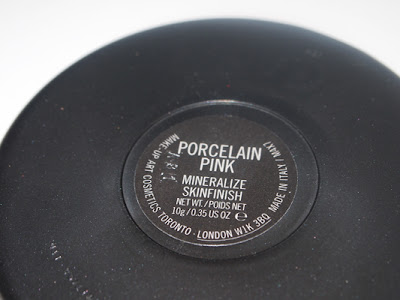 PORCELAIN
PINK
MINERALIZE
SKINFINISH
NET WT./POIDS NET
10g/0.35 US OZ e
MAKE-UP ART COSMETICS TORONTO . LONDON W1K 3BQ MADE IN ITALY/